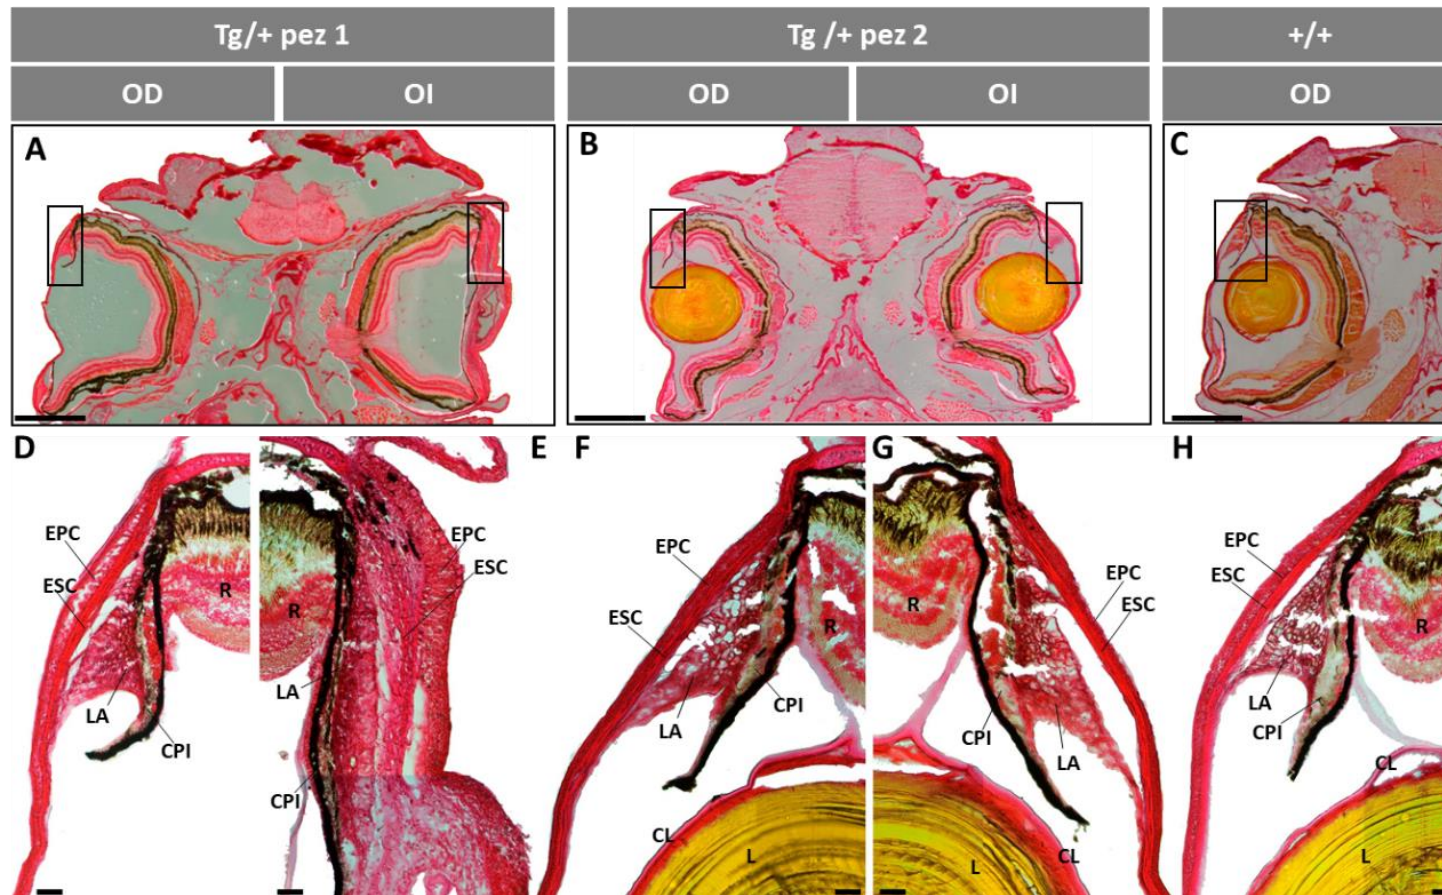 Tg/+ pez 1
Tg /+ pez 2
+/+
OD
OI
OD
OI
OD
A
B
C
D
EPC
ESC
R
LA
CPI
E
EPC
ESC
R
LA
CPI
F
EPC
ESC
R
LA
CPI
CL
L
G
EPC
ESC
R
CPI
LA
CL
L
H
EPC
ESC
R
LA
CPI
CL
L